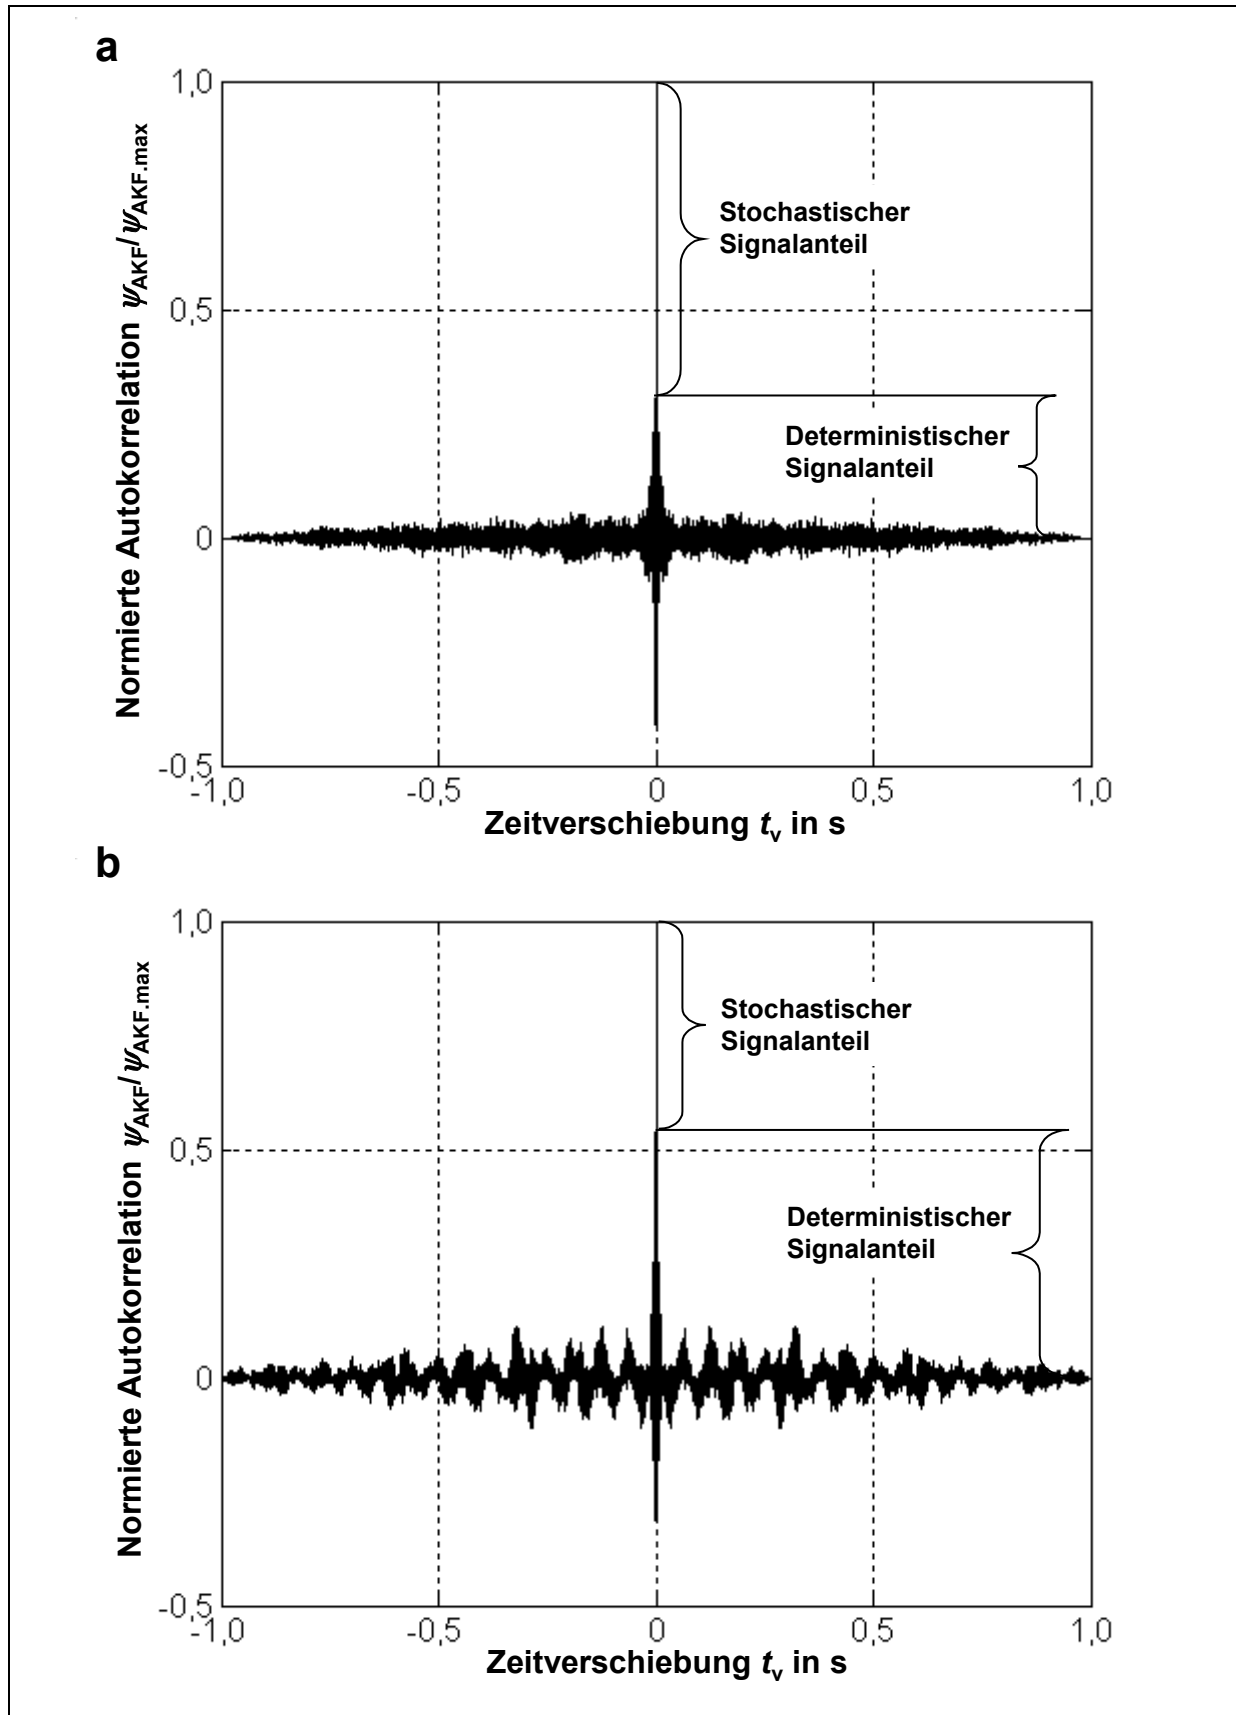 a
Normierte Autokorrelation ψAKF/ψAKF.max
1,0
0,5
0
-0,5
Stochastischer
Signalanteil
Deterministischer
Signalanteil
-1,0
-0,5
0
0,5
1,0
Zeitverschiebung tv in s
b
Normierte Autokorrelation ψAKF/ψAKF.max
1,0
0,5
0
-0,5
Stochastischer
Signalanteil
Deterministischer
Signalanteil
-1,0
-0,5
0
0,5
1,0
Zeitverschiebung tv in s